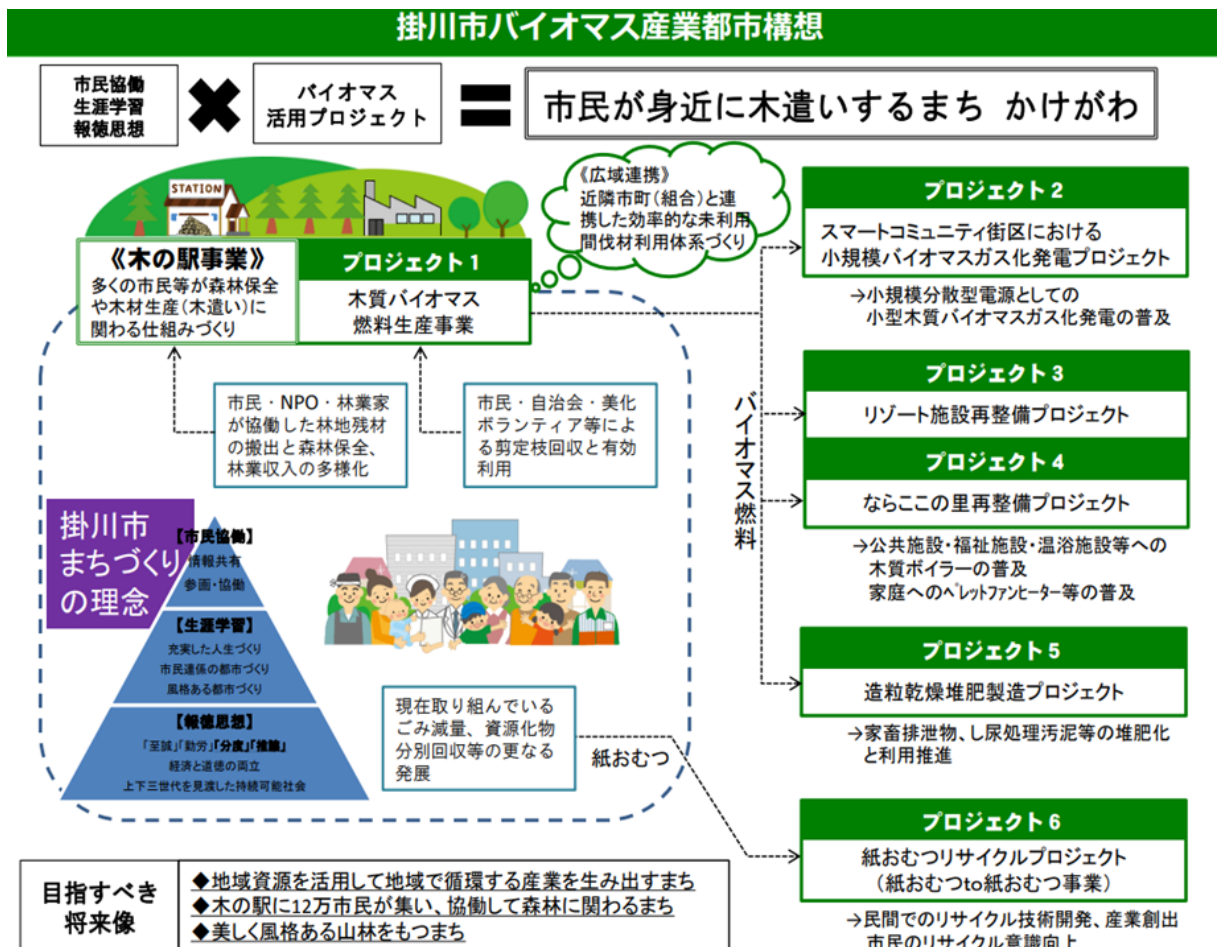 掛川市バイオマス産業都市構想
市民協働
生涯学習
報徳思想
バイオマス
活用プロジェクト
市民が身近に木遣いするまち かけがわ
STATION
《広域連携》
近隣市町(組合)と連
携した効率的な未利用
間伐材利用体系づくり
《木の駅事業》
多くの市民等が森林保全
や木材生産(木遣い)に
関わる仕組みづくり
プロジェクト1
木質バイオマス
燃料生産事業
市民・NPO・林業家
が協働した林地残材
の搬出と森林保全、
林業収入の多様化
市民・自治会・美化
ボランティア等によ
る剪定枝回収と有効
利用
掛川市
まちづくり
の理念
【市民協働】
情報共有
参画・協働
【生涯学習】
充実した人生づくり
市民連係の都市づくり
風格ある都市づくり
【報徳思想】
「至誠」「勤労」「分度」「推譲」
経済と道徳の両立
上下三世代を見渡した持続可能社会
現在取り組んでいる
ごみ減量、資源化物
分別回収等の更なる
発展
紙おむつ
バイオマス燃料
プロジェクト2
スマートコミュニティ街区における
小規模バイオマスガス化発電プロジェクト
→小規模分散型電源としての
小型木質バイオマスガス化発電の普及
プロジェクト3
リゾート施設再整備プロジェクト
プロジェクト4
ならここの里再整備プロジェクト
→公共施設・福祉施設・温浴施設等への
木質ボイラーの普及
家庭へのペレットファンヒーター等の普及
プロジェクト5
造粒乾燥堆肥製造プロジェクト
→家畜排泄物、し尿処理汚泥等の堆肥化
と利用推進
プロジェクト6
紙おむつリサイクルプロジェクト
(紙おむつto紙おむつ事業)
→民間でのリサイクル技術開発、産業創出
市民のリサイクル意識向上
目指すべき
将来像
◆地域資源を活用して地域で循環する産業を生み出すまち
◆木の駅に12万市民が集い、協働して森林に関わるまち
◆美しく風格ある山林をもつまち